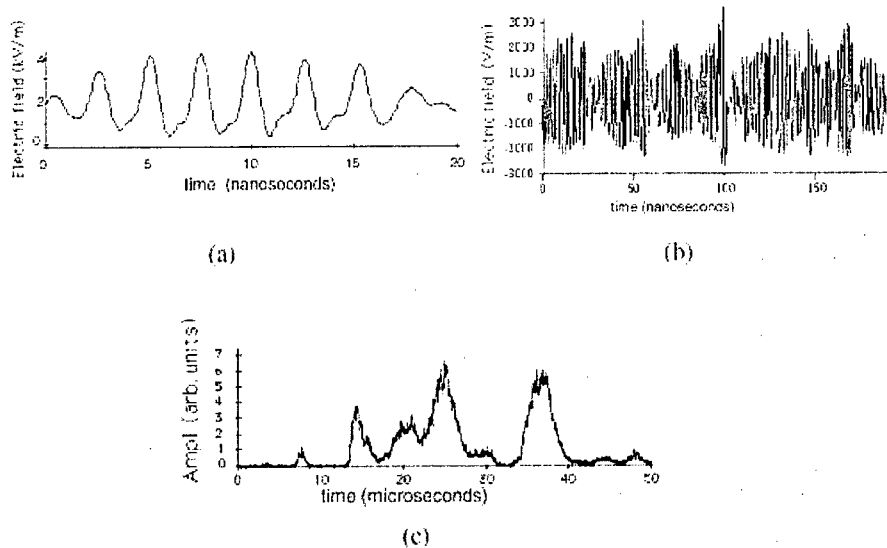 Electric field (kV/m)
4
2
0
0 5 10 15 20
time (nanoseconds)
(a)
Electric field (V/m)
3000
2000
1000
0
-1000
-2000
-3000
0 50 100 150
time (nanoseconds)
(b)
Ampl (arb. units)
7
6
5
4
3
2
1
0
0 10 20 30 40 50
time (microseconds)
(c)